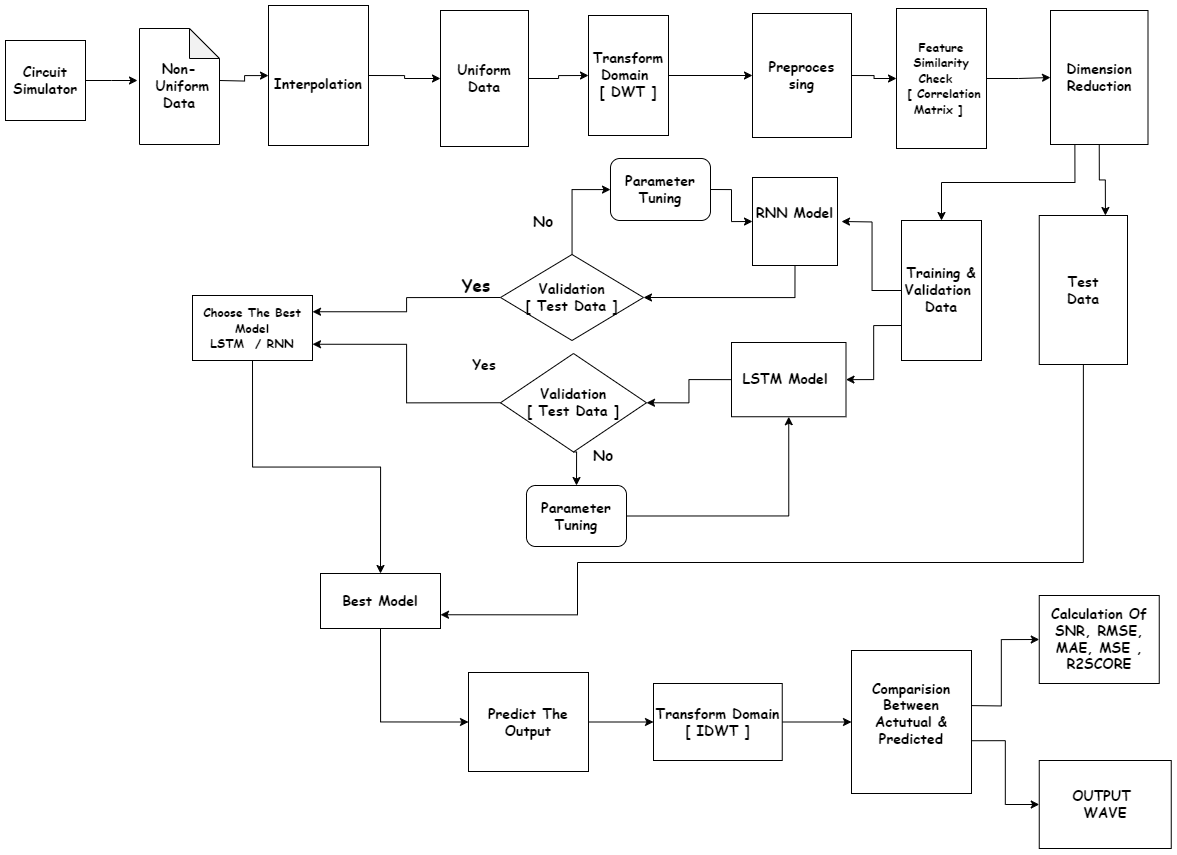 Circuit
Simulator
Non-
Uniform
Data
Interpolation
Uniform
Data
Transform
Domain
[ DWT ]
Preproces
sing
Feature
Similarity
Check
[ Correlation
Matrix ]
Dimension
Reduction
Parameter
Tuning
RNN Model
No
Training &
Validation
Data
Test
Data
Yes
Validation
[ Test Data ]
Choose The Best
Model
LSTM / RNN
Yes
Validation
[ Test Data ]
LSTM Model
No
Parameter
Tuning
Best Model
Calculation Of
SNR, RMSE,
MAE, MSE ,
R2SCORE
Predict The
Output
Transform Domain
[ IDWT ]
Comparision
Between
Actutual &
Predicted
OUTPUT
WAVE